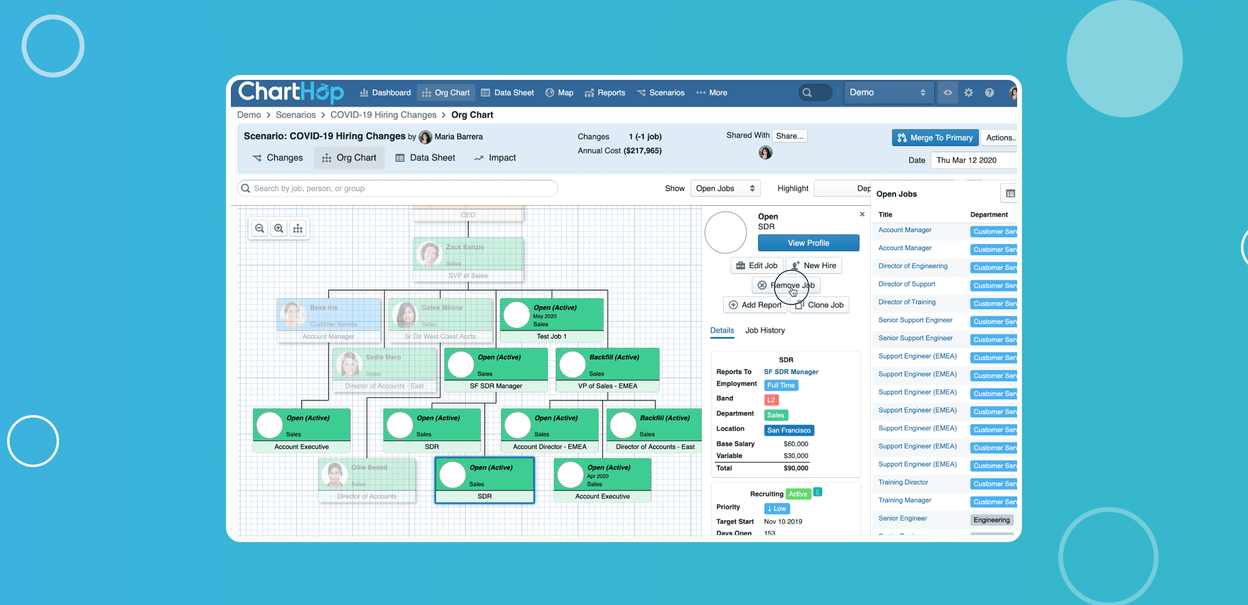 ChartHop
Dashboard
Org Chart
Data Sheet
Map
Reports
Scenarios
More
Demo
Demo > Scenarios > COVID-19 Hiring Changes > Org Chart
Scenario: COVID-19 Hiring Changes by Maria Barrera
Changes 1 (-1 job)
Annual Cost ($217,965)
Shared With Share...
Merge To Primary
Actions..
Date Thu Mar 12 2020
Changes
Org Chart
Data Sheet
Impact
Search by job, person, or group
Show Open Jobs
Highlight
Dep
CEO
Zack Kenzie
Sales
SVP of Sales
Bess Iris
Customer Service
Account Manager
Gates Milone
Sales
Sr Dir West Coast Accts
Open (Active)
May 2020
Sales
Test Job 1
Sadie Maro
Sales
Director of Accounts - East
Open (Active)
Sales
SF SDR Manager
Backfill (Active)
Sales
VP of Sales - EMEA
Open (Active)
Sales
Account Executive
Open (Active)
Sales
SDR
Open (Active)
Sales
Account Director - EMEA
Backfill (Active)
Sales
Director of Accounts - East
Ollie Bedell
Sales
Director of Accounts
Open (Active)
Sales
SDR
Open (Active)
Apr 2020
Sales
Account Executive
Open
SDR
View Profile
Edit Job
New Hire
Remove Job
Add Report
Clone Job
Details
Job History
SDR
Reports To SF SDR Manager
Employment Full Time
Band L2
Department Sales
Location San Francisco
Base Salary $60,000
Variable $30,000
Total $90,000
Recruiting Active
Priority ↓ Low
Target Start Nov 10 2019
Days Open 153
Open Jobs
Title Department
Account Manager Customer Serv
Account Manager Customer Serv
Director of Engineering Customer Serv
Director of Support Customer Serv
Director of Training Customer Serv
Senior Support Engineer Customer Serv
Senior Support Engineer Customer Serv
Support Engineer (EMEA) Customer Serv
Support Engineer (EMEA) Customer Serv
Support Engineer (EMEA) Customer Serv
Support Engineer (EMEA) Customer Serv
Support Engineer (EMEA) Customer Serv
Support Engineer (EMEA) Customer Serv
Support Engineer (EMEA) Customer Serv
Training Director Customer Serv
Training Manager Customer Serv
Senior Engineer Engineering